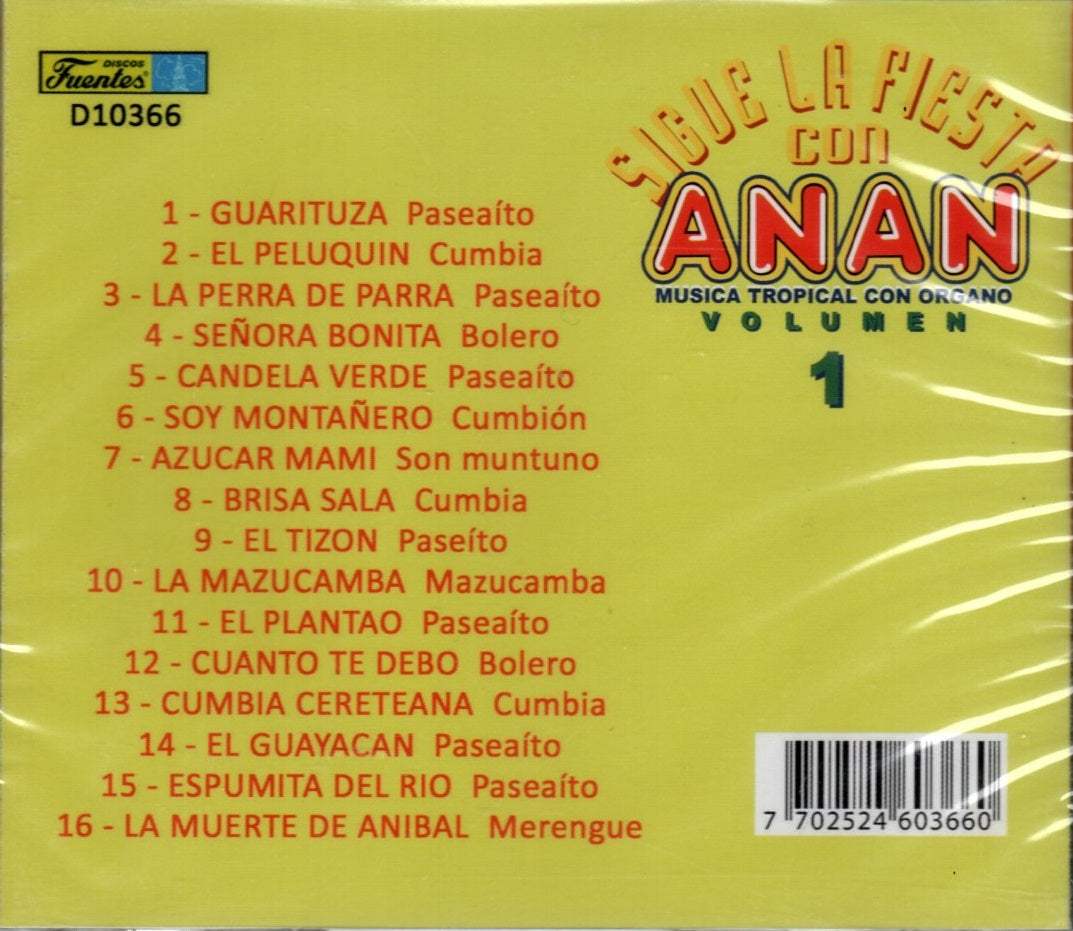 DISCOS
Fuentes®
D10366
SIGUE LA FIESTA
CON
ANAN
MUSICA TROPICAL CON ORGANO
VOLUMEN
1
1 - GUARITUZA Paseaíto
2 - EL PELUQUIN Cumbia
3 - LA PERRA DE PARRA Paseaíto
4 - SEÑORA BONITA Bolero
5 - CANDELA VERDE Paseaíto
6 - SOY MONTAÑERO Cumbión
7 - AZUCAR MAMI Son muntuno
8 - BRISA SALA Cumbia
9 - EL TIZON Paseíto
10 - LA MAZUCAMBA Mazucamba
11 - EL PLANTAO Paseaíto
12 - CUANTO TE DEBO Bolero
13 - CUMBIA CERETEANA Cumbia
14 - EL GUAYACAN Paseaíto
15 - ESPUMITA DEL RIO Paseaíto
16 - LA MUERTE DE ANIBAL Merengue
7 702524 603660